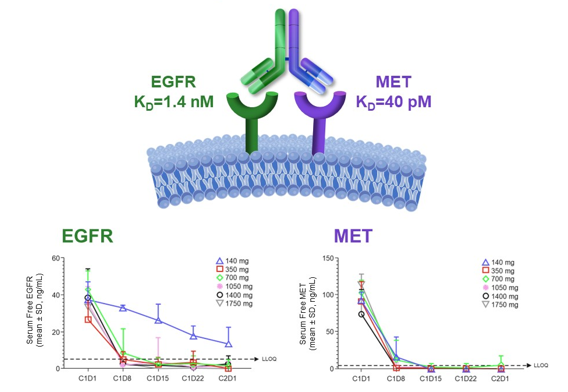 EGFR
K_D=1.4 nM
MET
K_D=40 pM
EGFR
MET
Serum Free EGFR
(mean ± SD, ng/mL)
60
40
20
0
140 mg
350 mg
700 mg
1050 mg
1400 mg
1750 mg
LLOQ
C1D1 C1D8 C1D15 C1D22 C2D1
Serum Free MET
(mean ± SD, ng/mL)
150
100
50
0
140 mg
350 mg
700 mg
1050 mg
1400 mg
1750 mg
LLOQ
C1D1 C1D8 C1D15 C1D22 C2D1